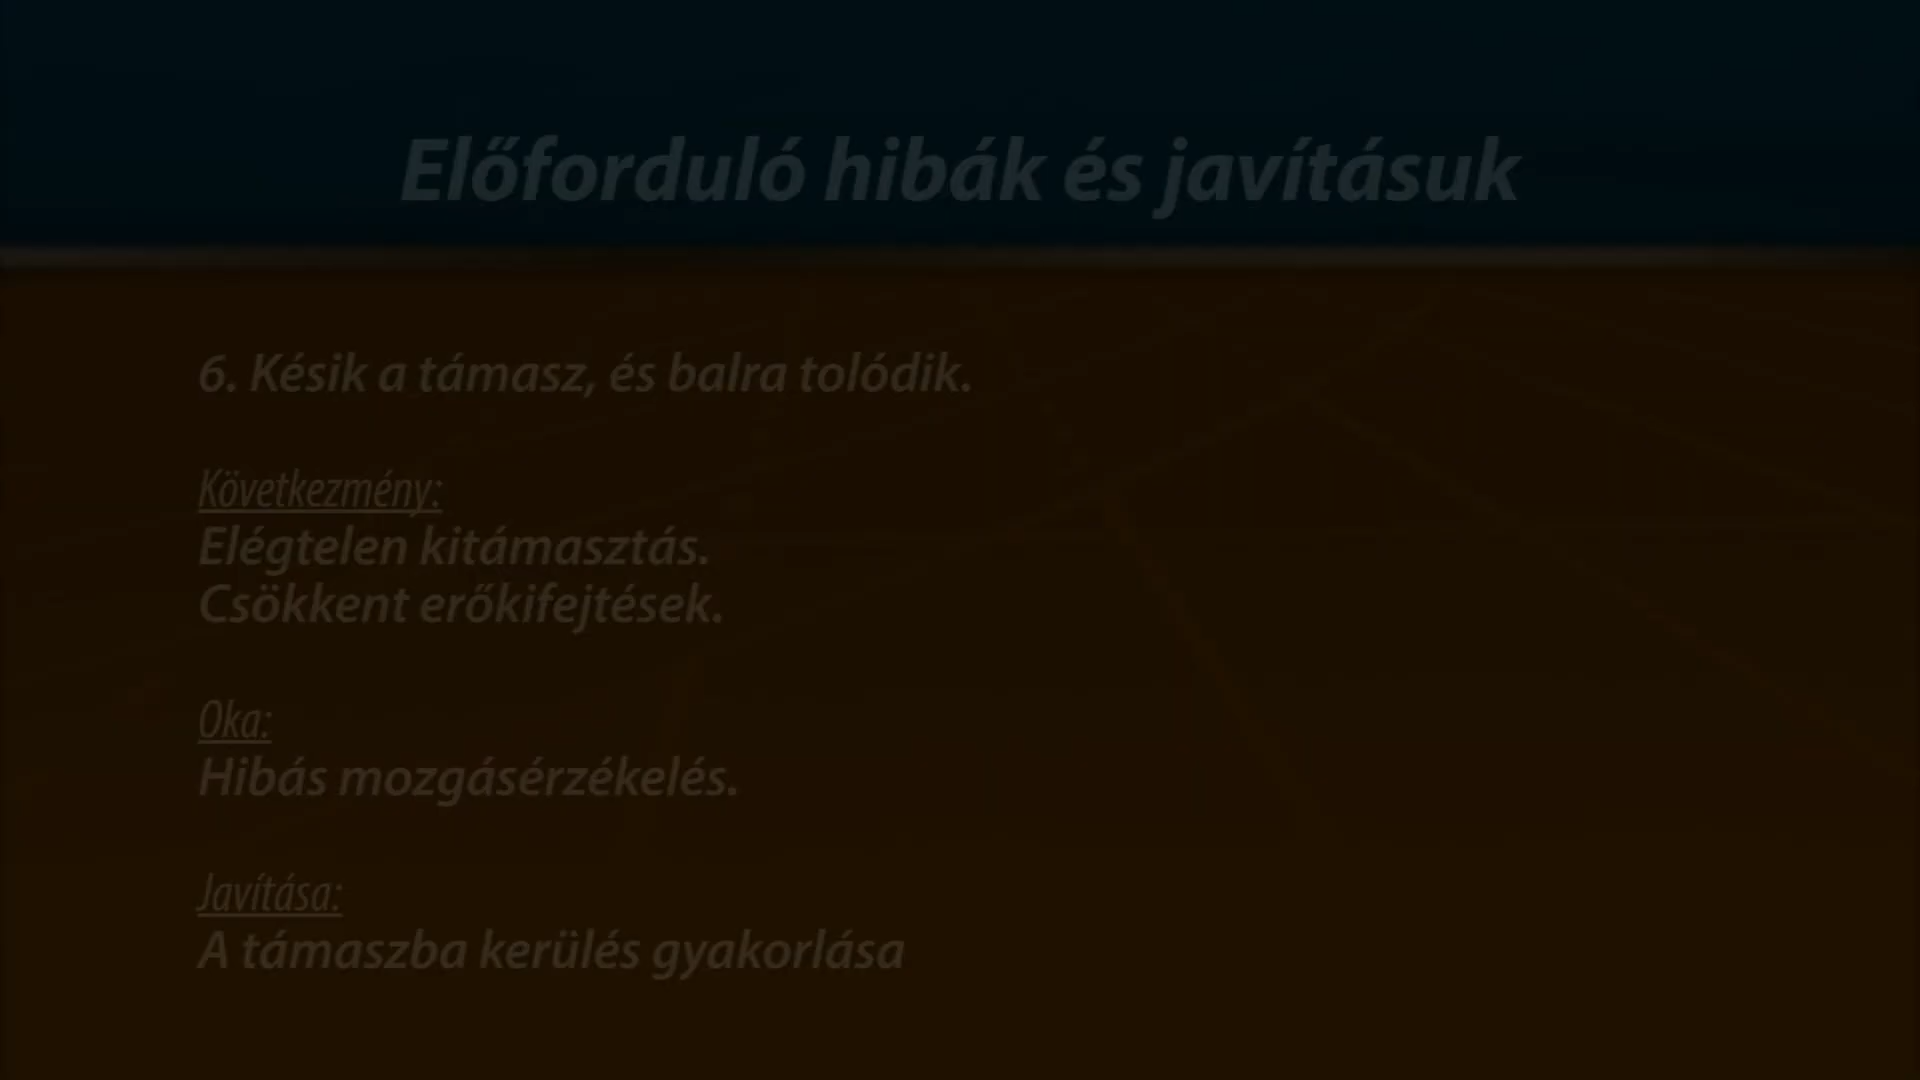 Előforduló hibák és javításuk
6. Késik a támasz, és balra tolódik.
Következmény:
Elégtelen kitámasztás.
Csökkent erőkifejtések.
Oka:
Hibás mozgásérzékelés.
Javítása:
A támaszba kerülés gyakorlása